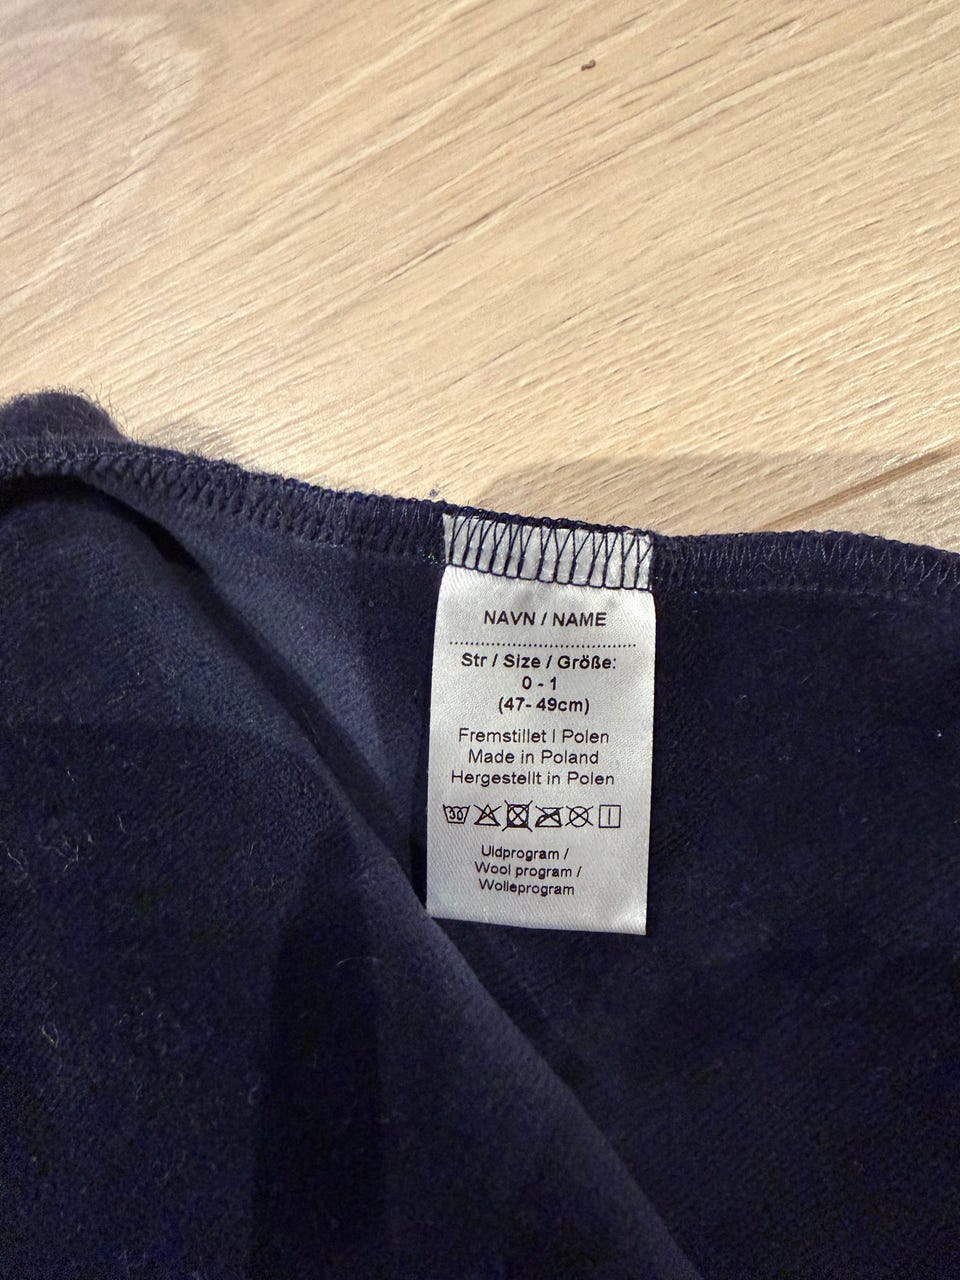 NAVN / NAME
Str / Size / Größe:
0 - 1
(47- 49cm)
Fremstillet I Polen
Made in Poland
Hergestellt in Polen
30
Uldprogram /
Wool program /
Wolleprogram